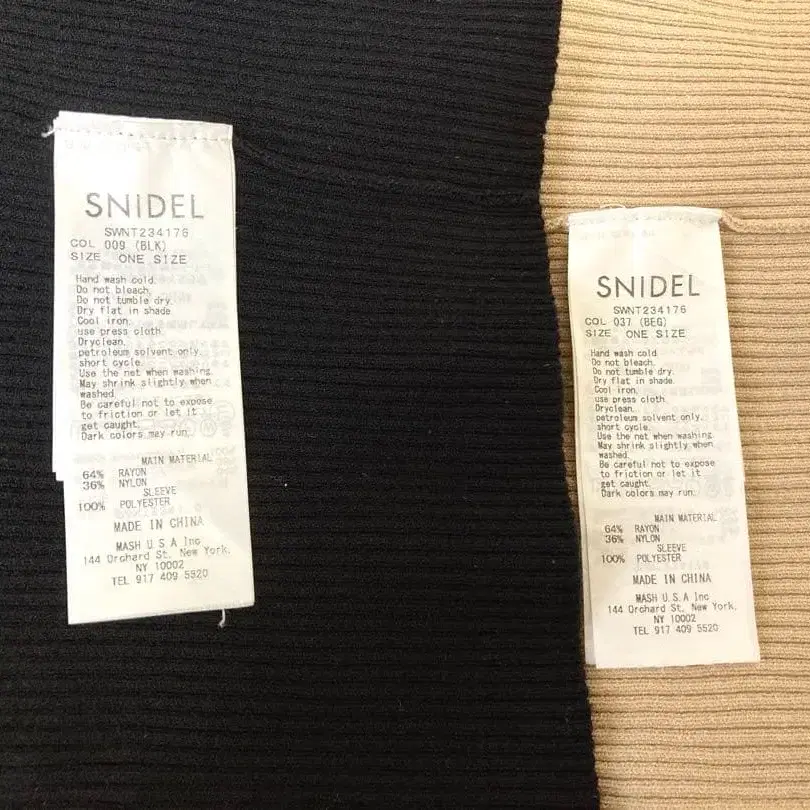 SNIDEL
SWNT234176
COL 009 (BLK)
SIZE ONE SIZE
Hand wash cold.
Do not bleach.
Do not tumble dry.
Dry flat in shade
Cool iron.
use press cloth.
Dryclean.
petroleum solvent only.
short cycle.
Use the net when washing.
May shrink slightly when
washed.
Be careful not to expose
to friction or let it
get caught.
Dark colors may run.
MAIN MATERIAL
64% RAYON
36% NYLON
SLEEVE
100% POLYESTER
MADE IN CHINA
MASH U.S.A Inc
144 Orchard St. New York.
NY 10002
TEL 917 409 5520
SNIDEL
SWNT234176
COL 037 (BEG)
SIZE ONE SIZE
Hand wash cold
Do not bleach.
Do not tumble dry.
Dry flat in shade.
Cool iron.
use press cloth.
Dryclean.
petroleum solvent only.
short cycle.
Use the net when washing
May shrink slightly when
washed.
Be careful not to expose
to friction or let it
get caught.
Dark colors may run.
MAIN MATERIAL
64% RAYON
36% NYLON
SLEEVE
100% POLYESTER
MADE IN CHINA
MASH U.S.A Inc
144 Orchard St. New York.
NY 10002
TEL 917 409 5520